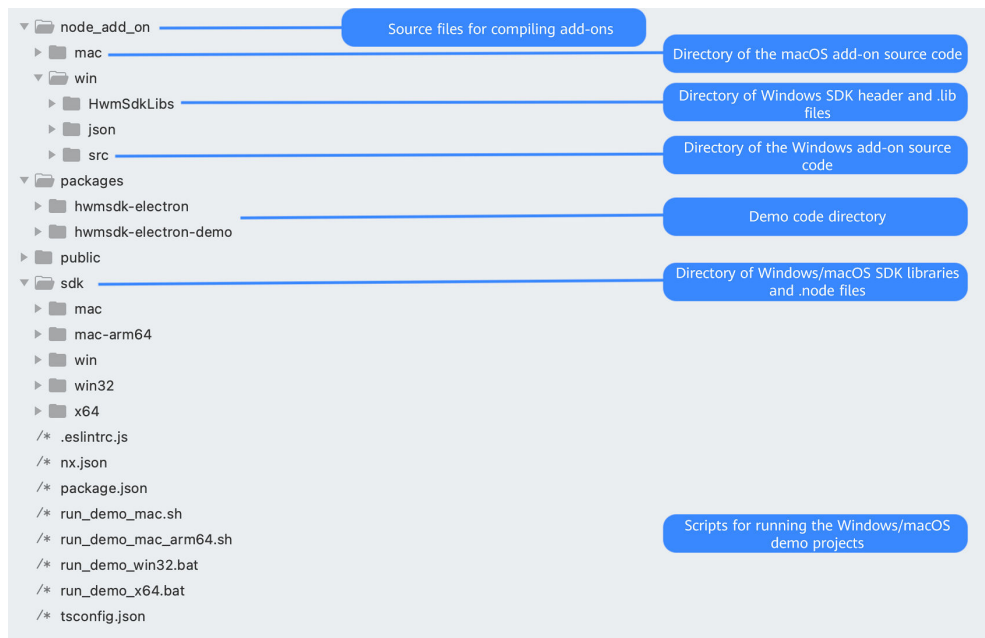 node_add_on
Source files for compiling add-ons
mac
Directory of the macOS add-on source code
win
HwmSdkLibs
Directory of Windows SDK header and .lib
files
json
src
Directory of the Windows add-on source
code
packages
hwmsdk-electron
Demo code directory
hwmsdk-electron-demo
public
sdk
Directory of Windows/macOS SDK libraries
and .node files
mac
mac-arm64
win
win32
x64
/* .eslintrc.js
/* nx.json
/* package.json
/* run_demo_mac.sh
/* run_demo_mac_arm64.sh
Scripts for running the Windows/macOS
demo projects
/* run_demo_win32.bat
/* run_demo_x64.bat
/* tsconfig.json